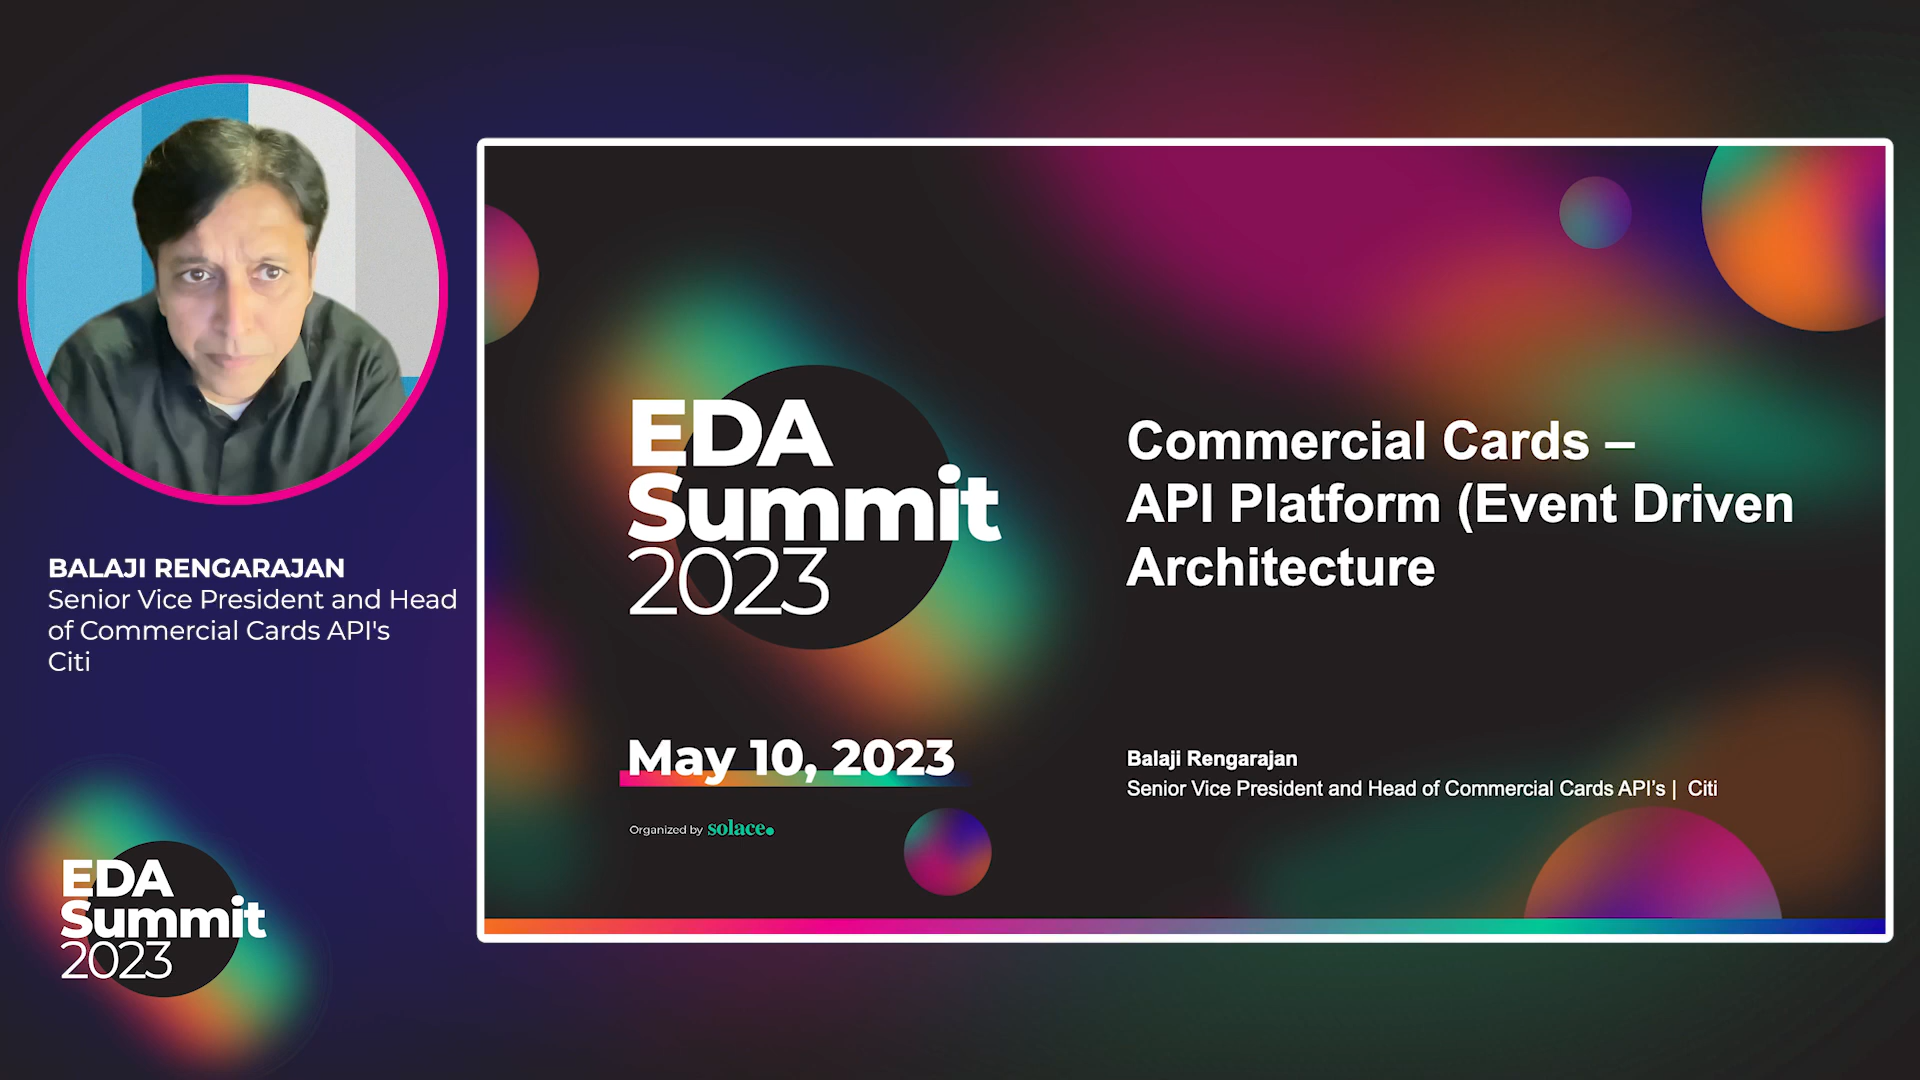 BALAJI RENGARAJAN
Senior Vice President and Head
of Commercial Cards API's
Citi
EDA
Summit
2023
EDA
Summit
2023
May 10, 2023
Organized by solace
Commercial Cards –
API Platform (Event Driven
Architecture
Balaji Rengarajan
Senior Vice President and Head of Commercial Cards API's | Citi